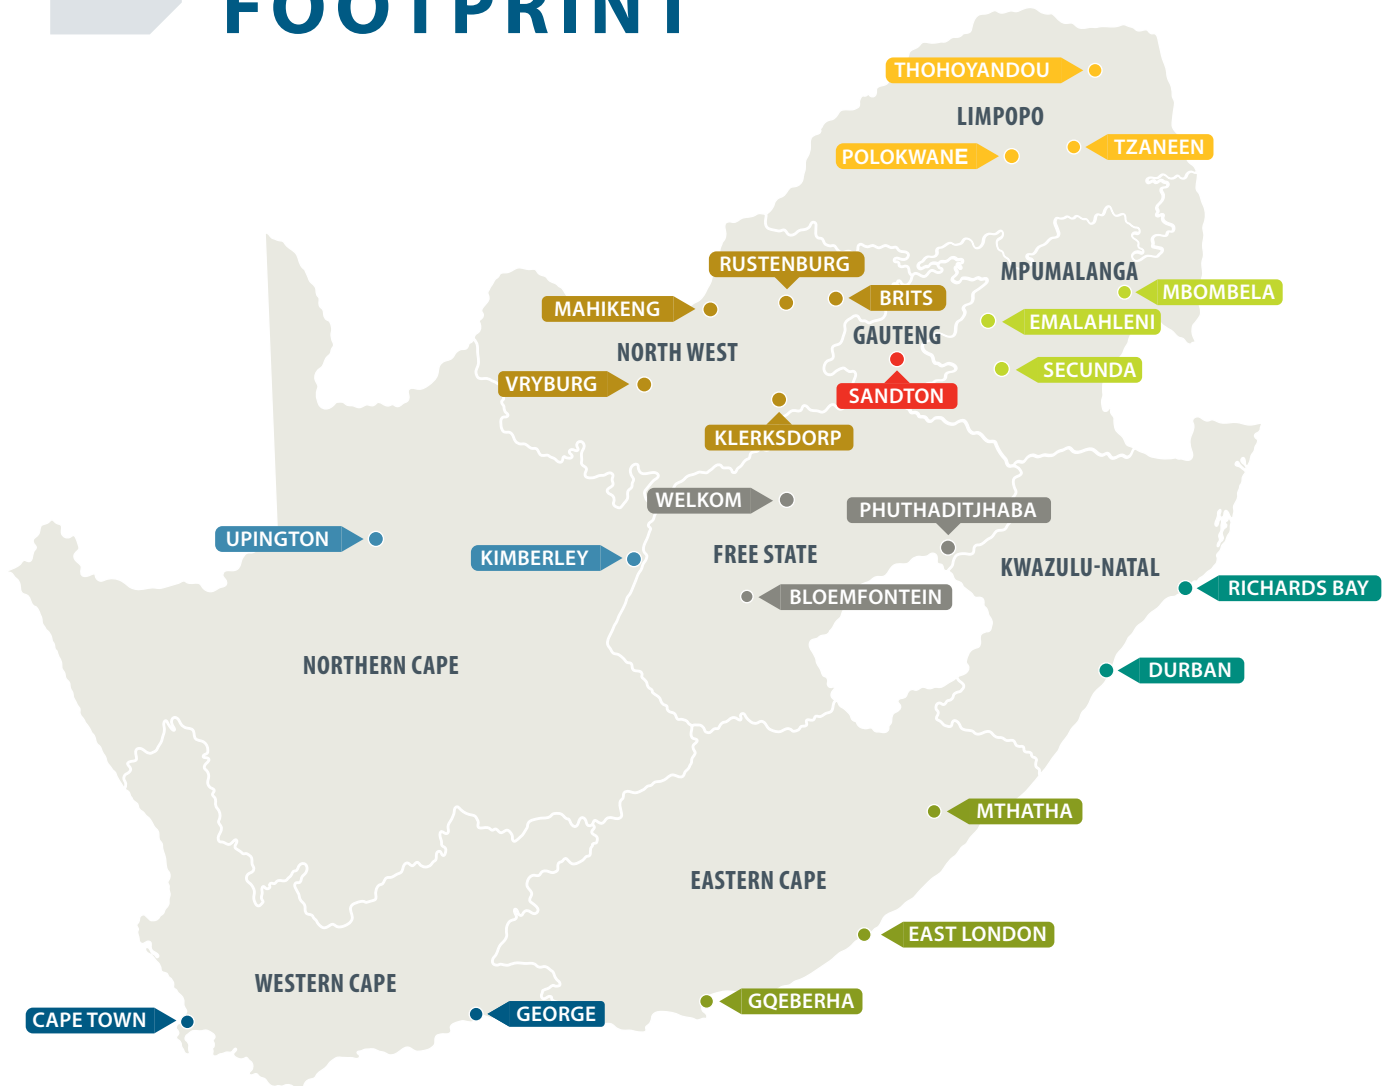 FOOTPRINT
THOHOYANDOU
LIMPOPO
TZANEEN
POLOKWANE
RUSTENBURG
MPUMALANGA
MBOMBELA
BRITS
MAHIKENG
EMALAHLENI
GAUTENG
NORTH WEST
SECUNDA
VRYBURG
SANDTON
KLERKSDORP
WELKOM
PHUTHADITJHABA
UPINGTON
KIMBERLEY
FREE STATE
KWAZULU-NATAL
RICHARDS BAY
BLOEMFONTEIN
NORTHERN CAPE
DURBAN
MTHATHA
EASTERN CAPE
EAST LONDON
WESTERN CAPE
GQEBERHA
GEORGE
CAPE TOWN